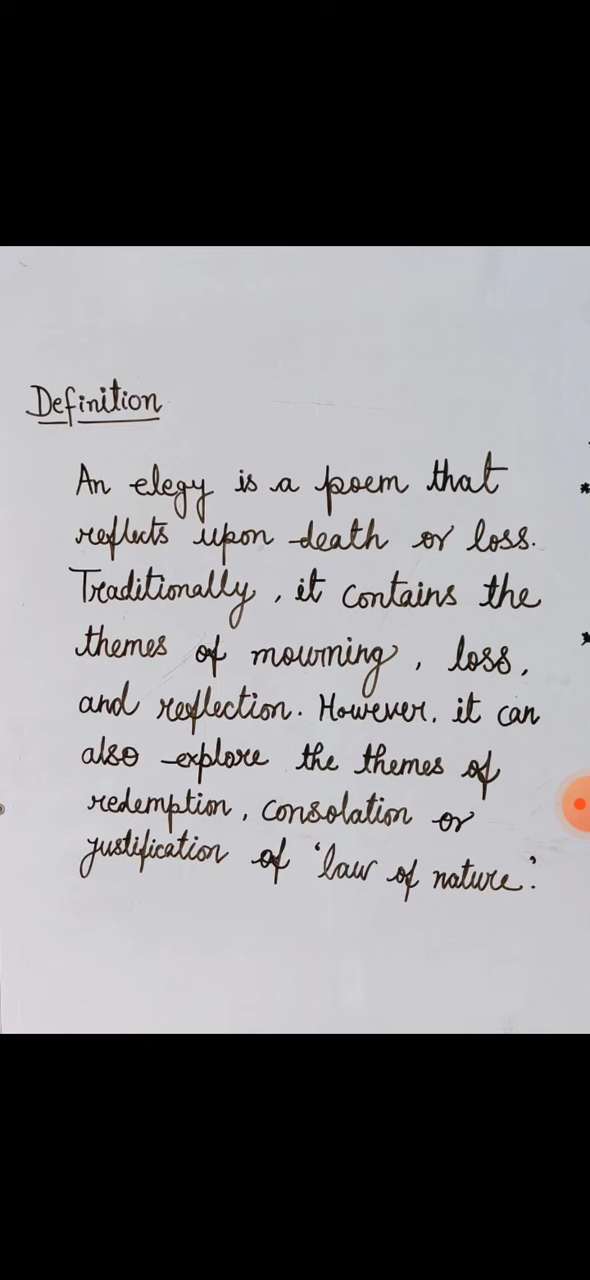 Definition
An elegy is a poem that
reflects upon death or loss.
Traditionally, it contains the
themes of mourning, loss,
and reflection. However, it can
also explore the themes of
redemption, consolation or
justification of 'law of nature'.